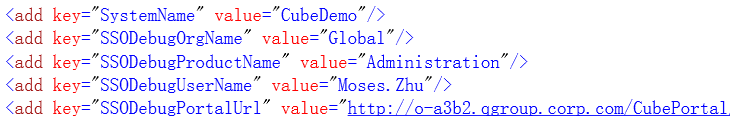 <add key="SystemName" value="CubeDemo"/>
<add key="SSODebugOrgName" value="Global"/>
<add key="SSODebugProductName" value="Administration"/>
<add key="SSODebugUserName" value="Moses.Zhu"/>
<add key="SSODebugPortalUrl" value="http://o-a3b2.qgroup.corp.com/CubePortal